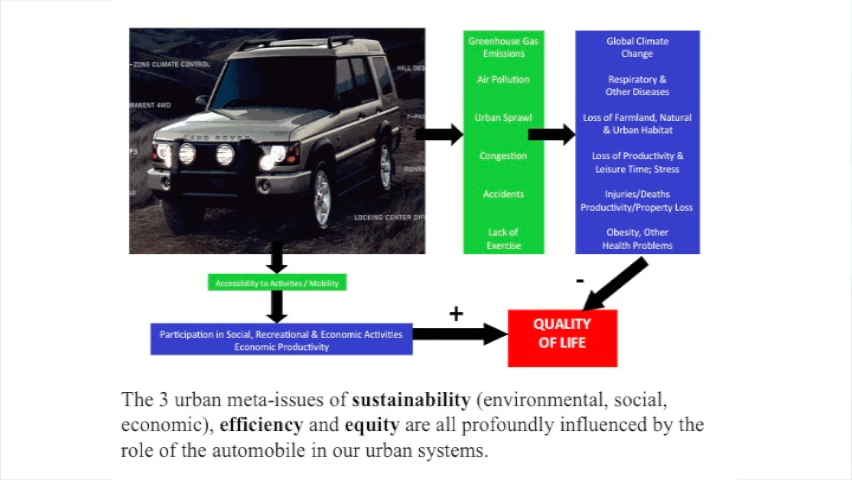 -ZONE CLIMATE CONTROL
MANENT 4WD
LAND ROVER
LOCKING CENTER DIFF
Greenhouse Gas
Emissions
Air Pollution
Urban Sprawl
Congestion
Accidents
Lack of
Exercise
Global Climate
Change
Respiratory &
Other Diseases
Loss of Farmland, Natural
& Urban Habitat
Loss of Productivity &
Leisure Time; Stress
Injuries/Deaths
Productivity/Property Loss
Obesity, Other
Health Problems
Accessibility to Activities / Mobility
Participation in Social, Recreational & Economic Activities
Economic Productivity
+
-
QUALITY
OF LIFE
The 3 urban meta-issues of sustainability (environmental, social,
economic), efficiency and equity are all profoundly influenced by the
role of the automobile in our urban systems.